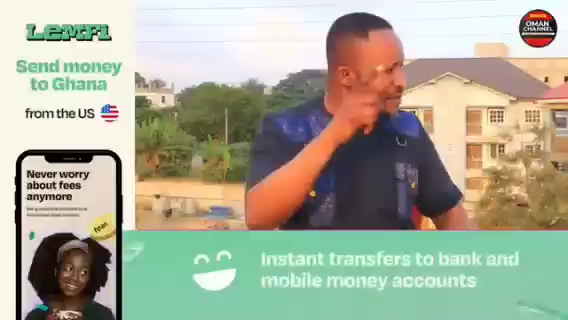 LEMFI
Send money
to Ghana
from the US
Never worry
about fees
anymore
OMAN
CHANNEL
Instant transfers to bank and
mobile money accounts